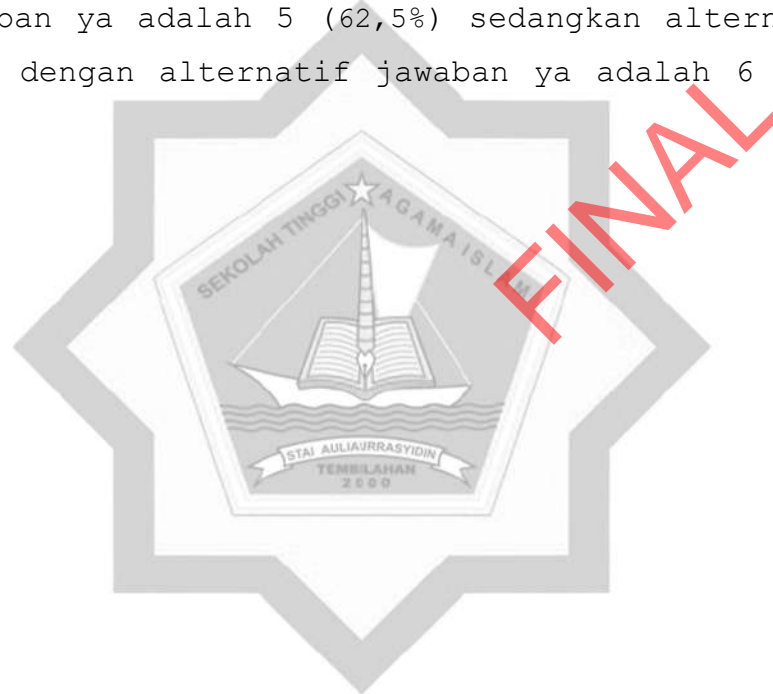 ban ya adalah 5 (62,5%) sedangkan altern
dengan alternatif jawaban ya adalah 6
FINAL
SEKOLAH TINGGI AGAMA ISLAM
STAI AULIAURRASYIDIN
TEMBILAHAN
2000